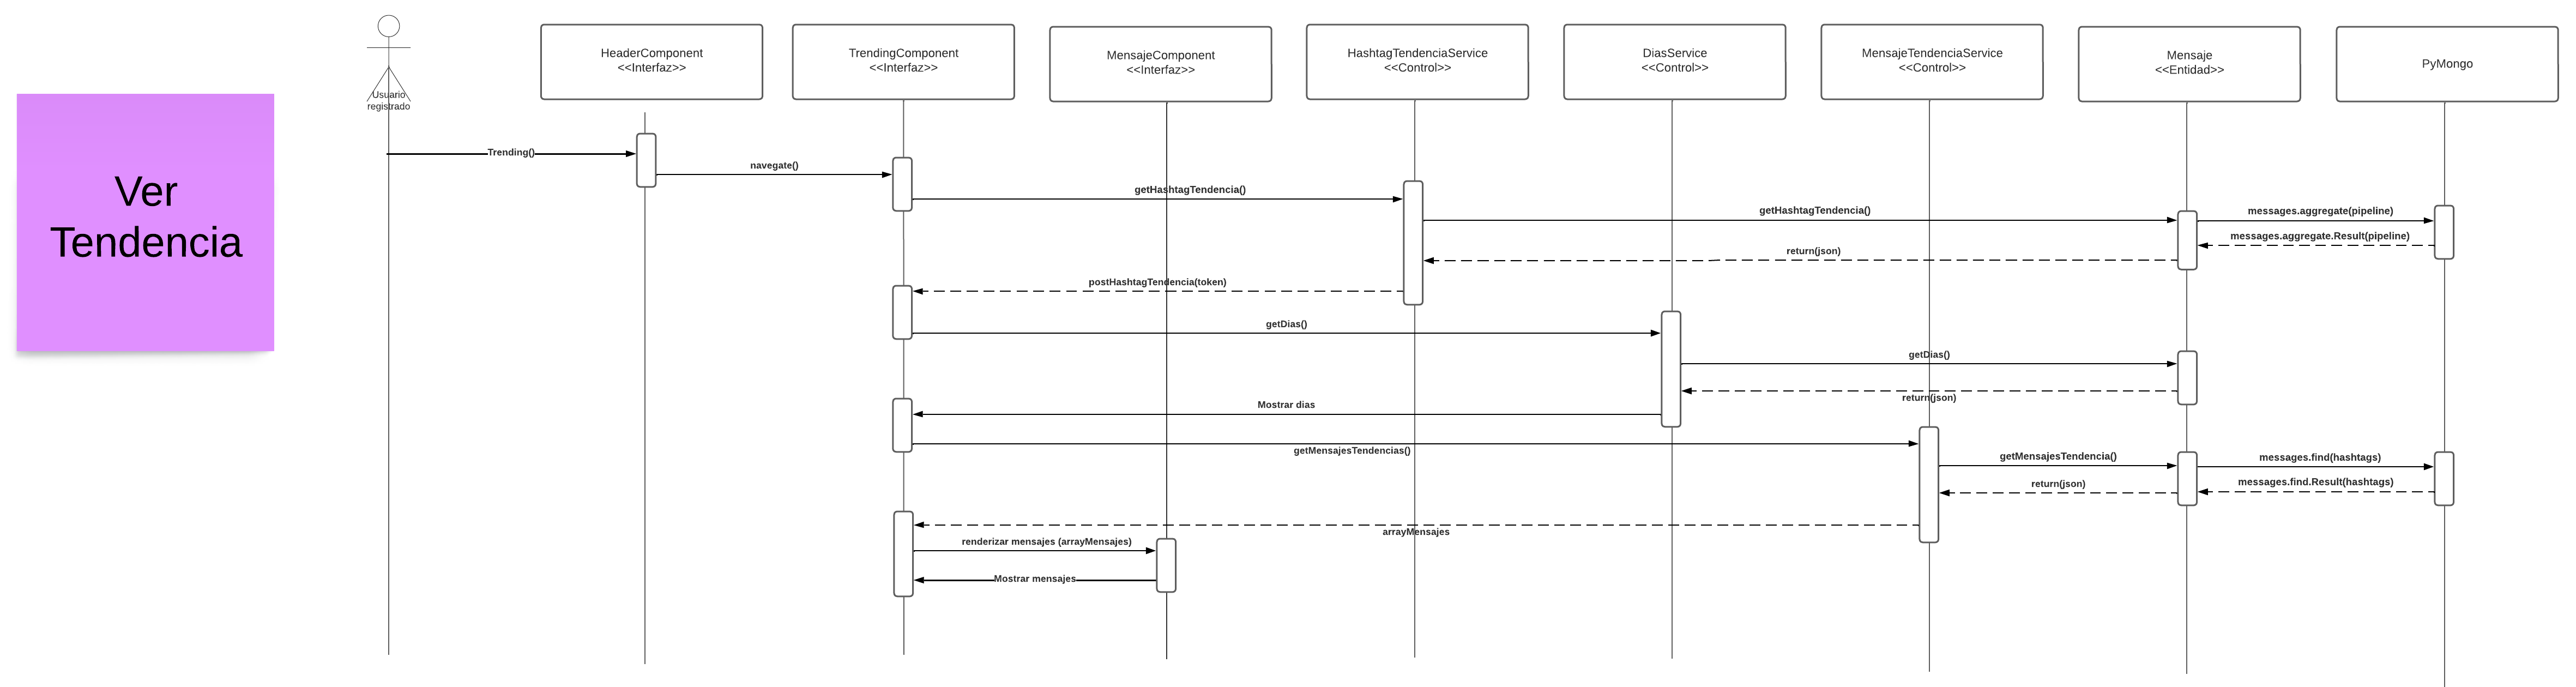 Ver
Tendencia
Usuario
registrado
HeaderComponent
<<Interfaz>>
TrendingComponent
<<Interfaz>>
MensajeComponent
<<Interfaz>>
HashtagTendenciaService
<<Control>>
DiasService
<<Control>>
MensajeTendenciaService
<<Control>>
Mensaje
<<Entidad>>
PyMongo
Trending()
navegate()
getHashtagTendencia()
getHashtagTendencia()
messages.aggregate(pipeline)
messages.aggregate.Result(pipeline)
return(json)
postHashtagTendencia(token)
getDias()
getDias()
return(json)
Mostrar dias
getMensajesTendencias()
getMensajesTendencia()
messages.find(hashtags)
messages.find.Result(hashtags)
return(json)
arrayMensajes
renderizar mensajes (arrayMensajes)
Mostrar mensajes